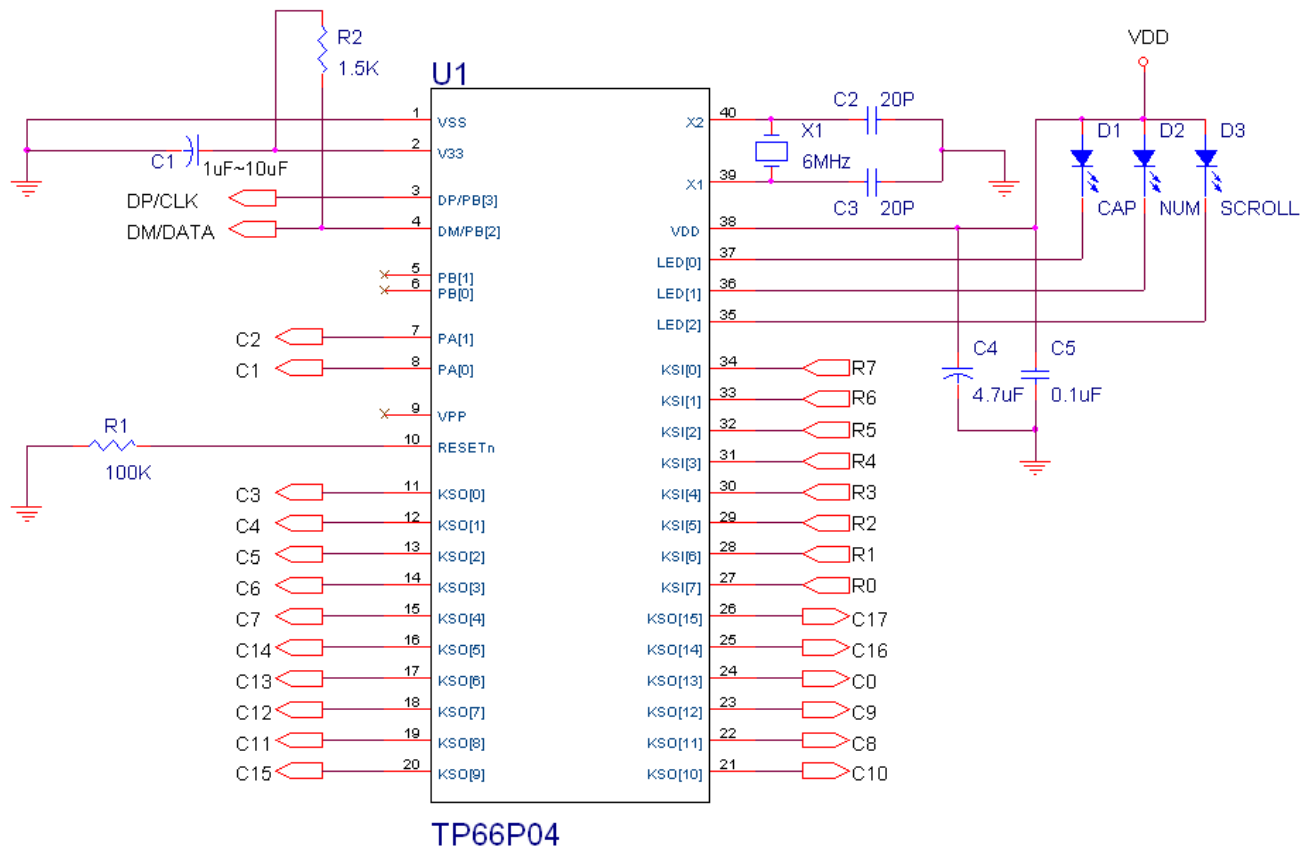 R2
1.5K
U1
1 VSS
2 V33
C1
1uF~10uF
DP/CLK 3 DP/PB[3]
DM/DATA 4 DM/PB[2]
5 PB[1]
6 PB[0]
C2 7 PA[1]
C1 8 PA[0]
9 VPP
R1
100K
10 RESETn
C3 11 KSO[0]
C4 12 KSO[1]
C5 13 KSO[2]
C6 14 KSO[3]
C7 15 KSO[4]
C14 16 KSO[5]
C13 17 KSO[6]
C12 18 KSO[7]
C11 19 KSO[8]
C15 20 KSO[9]
TP66P04
X2 40
X1 39
VDD 38
LED[0] 37
LED[1] 36
LED[2] 35
KSI[0] 34 R7
KSI[1] 33 R6
KSI[2] 32 R5
KSI[3] 31 R4
KSI[4] 30 R3
KSI[5] 29 R2
KSI[6] 28 R1
KSI[7] 27 R0
KSO[15] 26 C17
KSO[14] 25 C16
KSO[13] 24 C0
KSO[12] 23 C9
KSO[11] 22 C8
KSO[10] 21 C10
C2 20P
X1
6MHz
C3 20P
VDD
D1 D2 D3
CAP NUM SCROLL
C4 C5
4.7uF 0.1uF